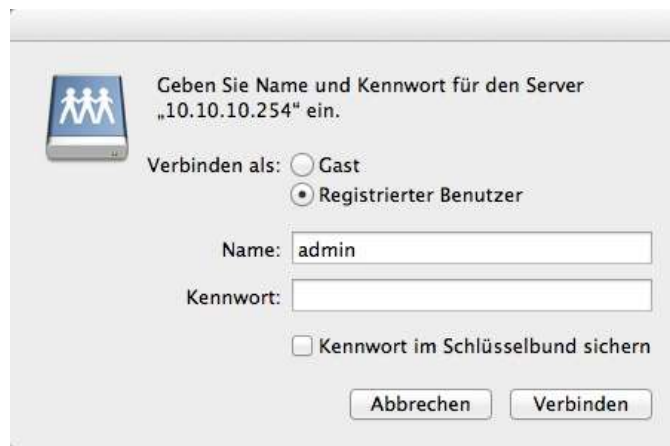 Geben Sie Name und Kennwort für den Server
„10.10.10.254“ ein.
Verbinden als: Gast
Registrierter Benutzer
Name: admin
Kennwort:
Kennwort im Schlüsselbund sichern
Abbrechen Verbinden